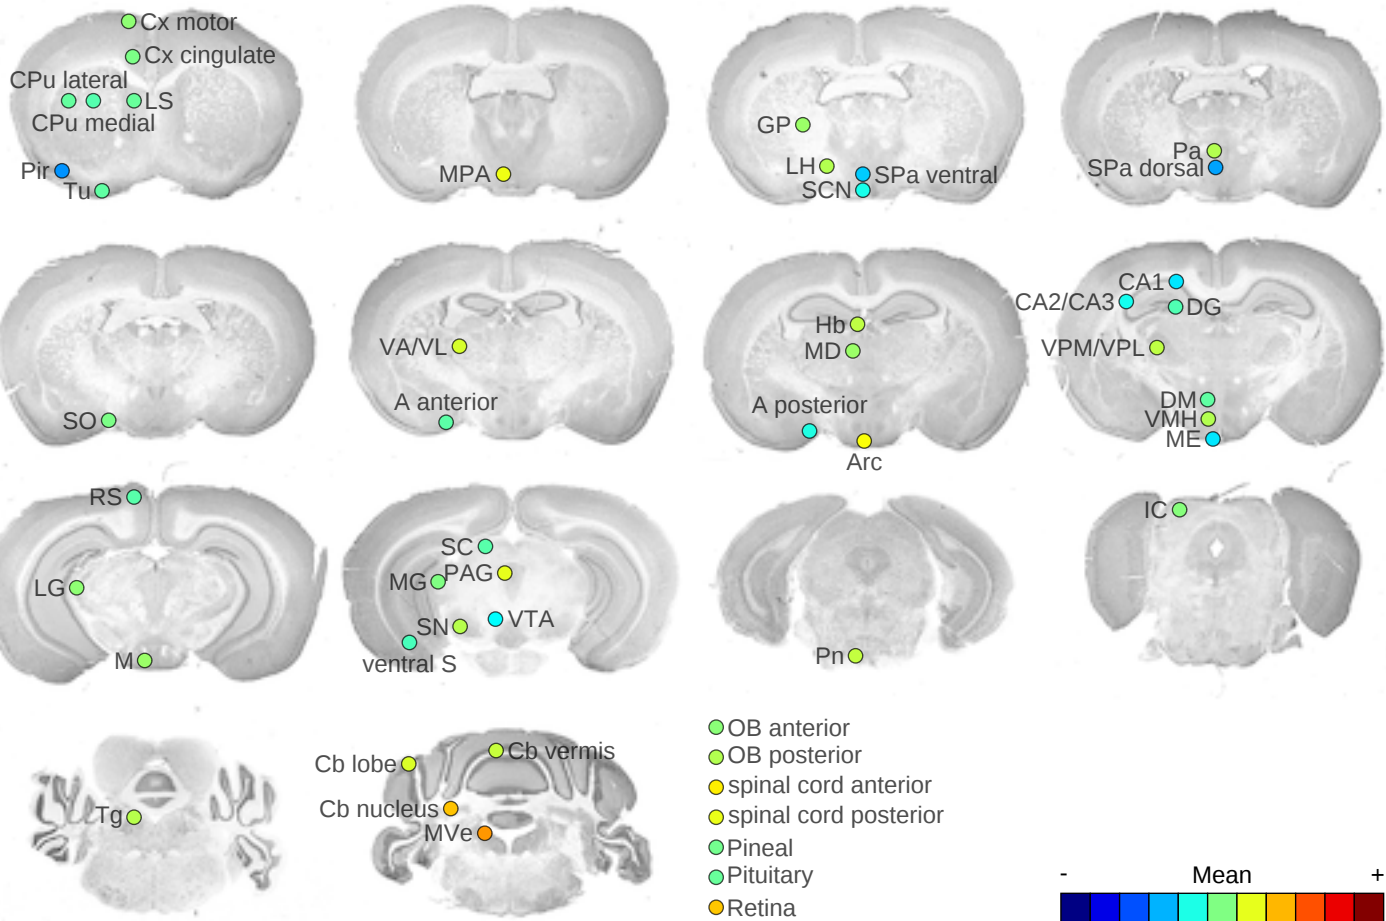 Cx motor
Cx cingulate
CPu lateral
LS
CPu medial
Pir
Tu
MPA
GP
LH
SPa ventral
SCN
Pa
SPa dorsal
SO
VA/VL
A anterior
Hb
MD
A posterior
Arc
CA1
CA2/CA3
DG
VPM/VPL
DM
VMH
ME
RS
LG
M
SC
MG
PAG
SN
VTA
ventral S
Pn
IC
Tg
Cb lobe
Cb vermis
Cb nucleus
MVe
OB anterior
OB posterior
spinal cord anterior
spinal cord posterior
Pineal
Pituitary
Retina
- Mean +